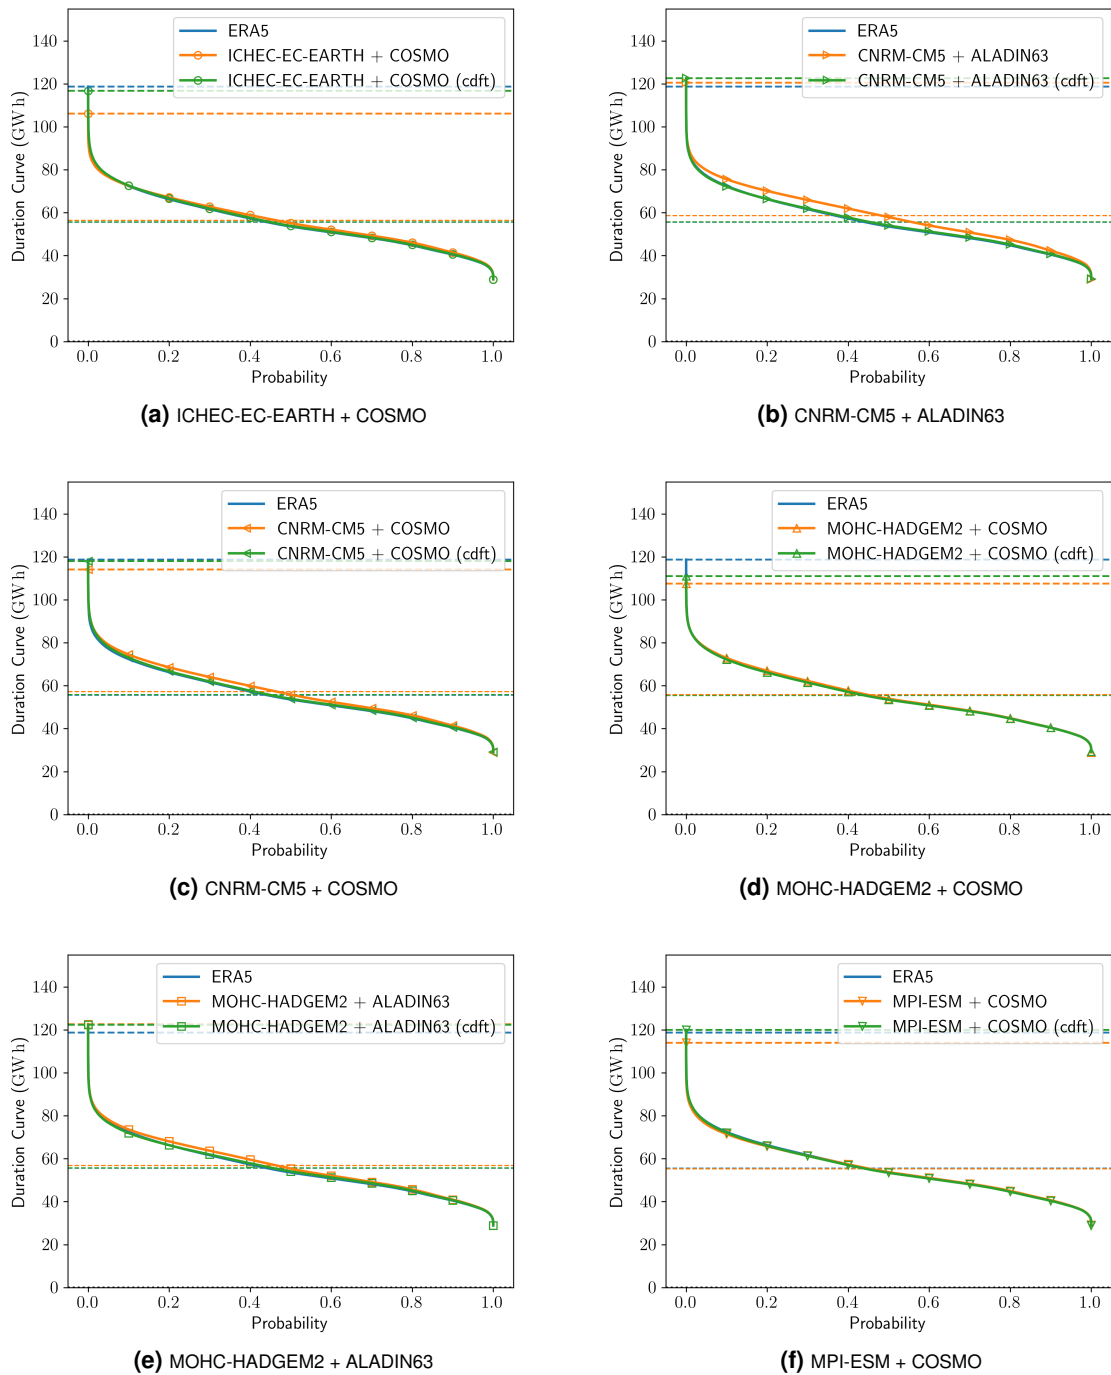 ERA5
ICHEC-EC-EARTH + COSMO
ICHEC-EC-EARTH + COSMO (cdft)
140
120
100
80
60
40
20
0
Duration Curve (GW h)
0.0 0.2 0.4 0.6 0.8 1.0
Probability
(a) ICHEC-EC-EARTH + COSMO
ERA5
CNRM-CM5 + ALADIN63
CNRM-CM5 + ALADIN63 (cdft)
140
120
100
80
60
40
20
0
Duration Curve (GW h)
0.0 0.2 0.4 0.6 0.8 1.0
Probability
(b) CNRM-CM5 + ALADIN63
ERA5
CNRM-CM5 + COSMO
CNRM-CM5 + COSMO (cdft)
140
120
100
80
60
40
20
0
Duration Curve (GW h)
0.0 0.2 0.4 0.6 0.8 1.0
Probability
(c) CNRM-CM5 + COSMO
ERA5
MOHC-HADGEM2 + COSMO
MOHC-HADGEM2 + COSMO (cdft)
140
120
100
80
60
40
20
0
Duration Curve (GW h)
0.0 0.2 0.4 0.6 0.8 1.0
Probability
(d) MOHC-HADGEM2 + COSMO
ERA5
MOHC-HADGEM2 + ALADIN63
MOHC-HADGEM2 + ALADIN63 (cdft)
140
120
100
80
60
40
20
0
Duration Curve (GW h)
0.0 0.2 0.4 0.6 0.8 1.0
Probability
(e) MOHC-HADGEM2 + ALADIN63
ERA5
MPI-ESM + COSMO
MPI-ESM + COSMO (cdft)
140
120
100
80
60
40
20
0
Duration Curve (GW h)
0.0 0.2 0.4 0.6 0.8 1.0
Probability
(f) MPI-ESM + COSMO